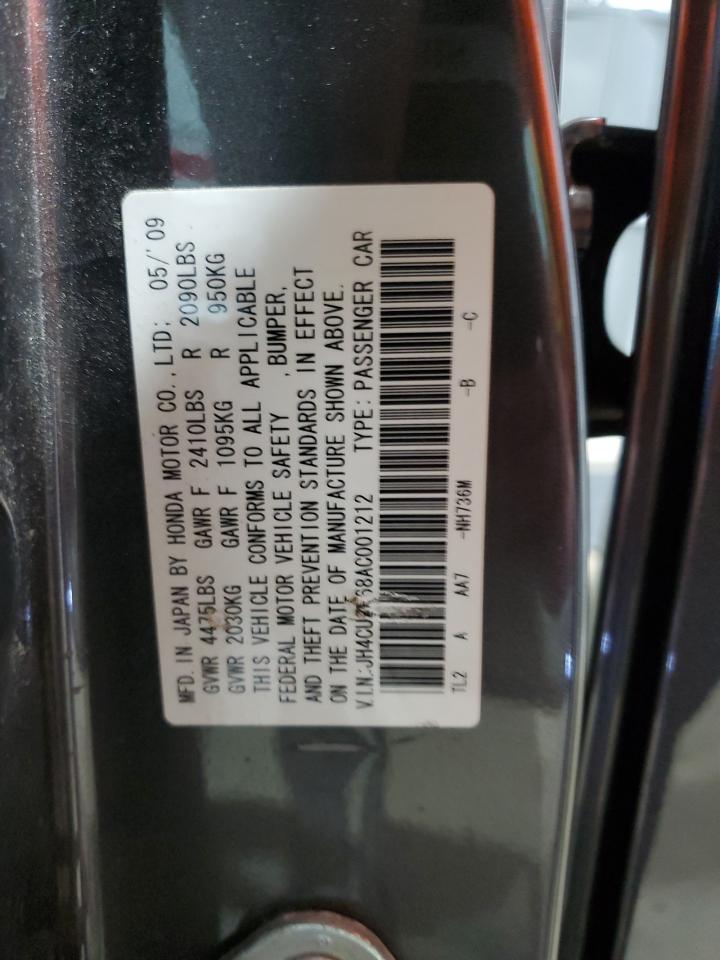 MFD. IN JAPAN BY HONDA MOTOR CO., LTD: 05/'09
GVWR 4475LBS GAWR F 2410LBS R 2090LBS
GVWR 2030KG GAWR F 1095KG R 950KG
THIS VEHICLE CONFORMS TO ALL APPLICABLE
FEDERAL MOTOR VEHICLE SAFETY , BUMPER,
AND THEFT PREVENTION STANDARDS IN EFFECT
ON THE DATE OF MANUFACTURE SHOWN ABOVE.
V.I.N.: TYPE: PASSENGER CAR
TL2 A AA7 -NH736M -B -C